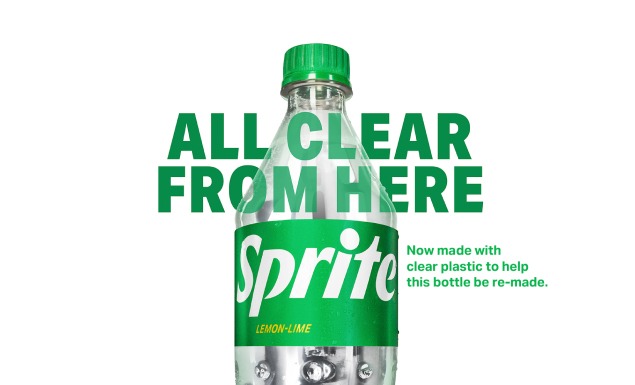 ALL CLEAR
FROM HERE
Sprite
LEMON-LIME
Now made with
clear plastic to help
this bottle be re-made.